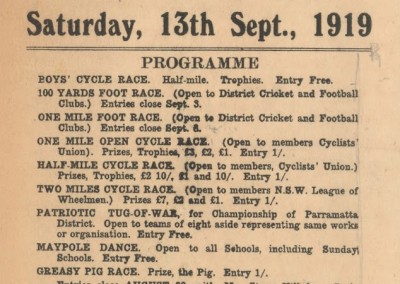 Saturday, 13th Sept., 1919
PROGRAMME
BOYS' CYCLE RACE. Half-mile. Trophies. Entry Free.
100 YARDS FOOT RACE. (Open to District Cricket and Football
Clubs.) Entries close Sept. 3.
ONE MILE FOOT RACE. (Open to District Cricket and Football
Clubs.) Entries close Sept. 8.
ONE MILE OPEN CYCLE RACE. (Open to members Cyclists'
Union). Prizes, Trophies, £3, £2, £1. Entry 1/.
HALF-MILE CYCLE RACE. (Open to members, Cyclists' Union.)
Prizes, Trophies, £2 10/, £1 and 10/. Entry 1/.
TWO MILES CYCLE RACE. (Open to members N.S.W. League of
Wheelmen.) Prizes £7, £2 and £1. Entry 1/.
PATRIOTIC TUG-OF-WAR, for Championship of Parramatta
District. Open to teams of eight aside representing same works
or organisation. Entry Free.
MAYPOLE DANCE. Open to all Schools, including Sunday
Schools. Entry Free.
GREASY PIG RACE. Prize, the Pig. Entry 1/.